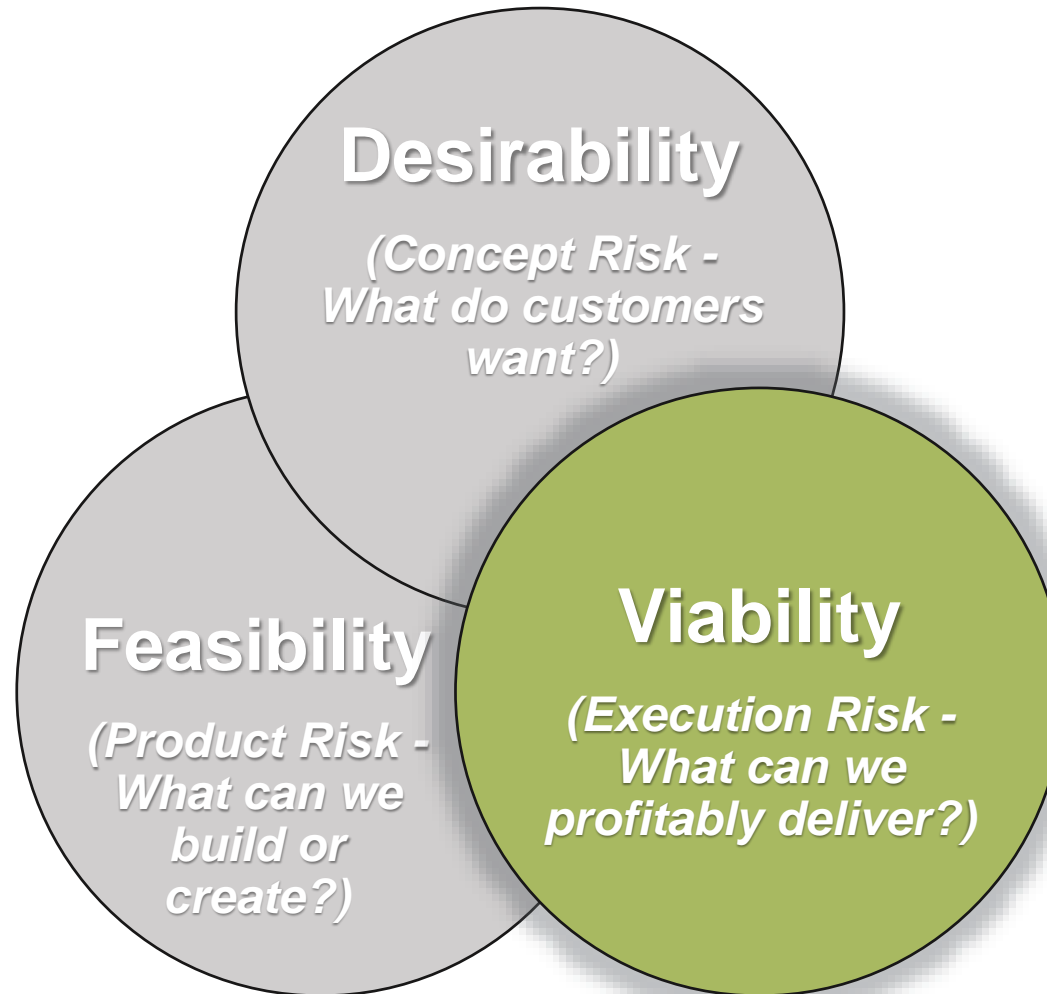 Desirability
(Concept Risk -
What do customers
want?)
Feasibility
(Product Risk -
What can we
build or
create?)
Viability
(Execution Risk -
What can we
profitably deliver?)